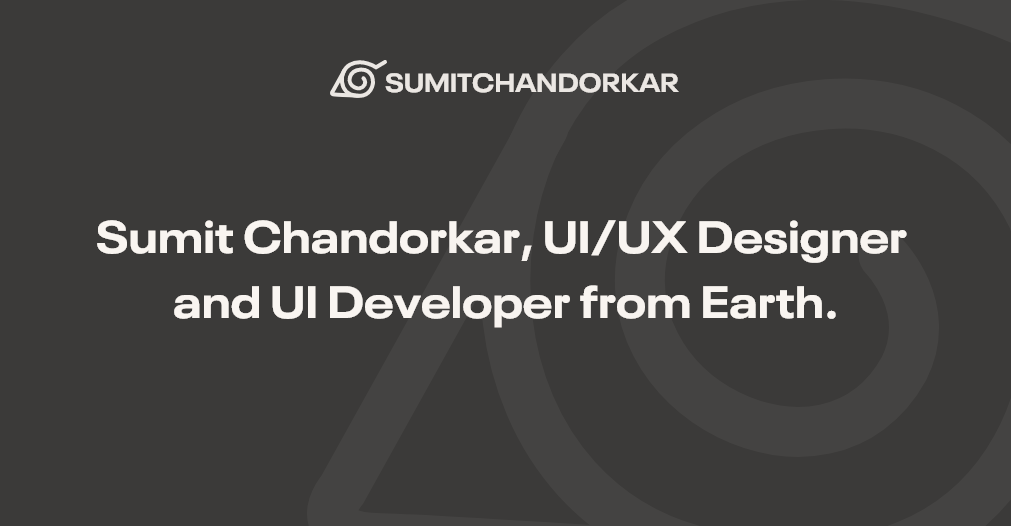 SUMITCHANDORKAR
Sumit Chandorkar, UI/UX Designer
and UI Developer from Earth.